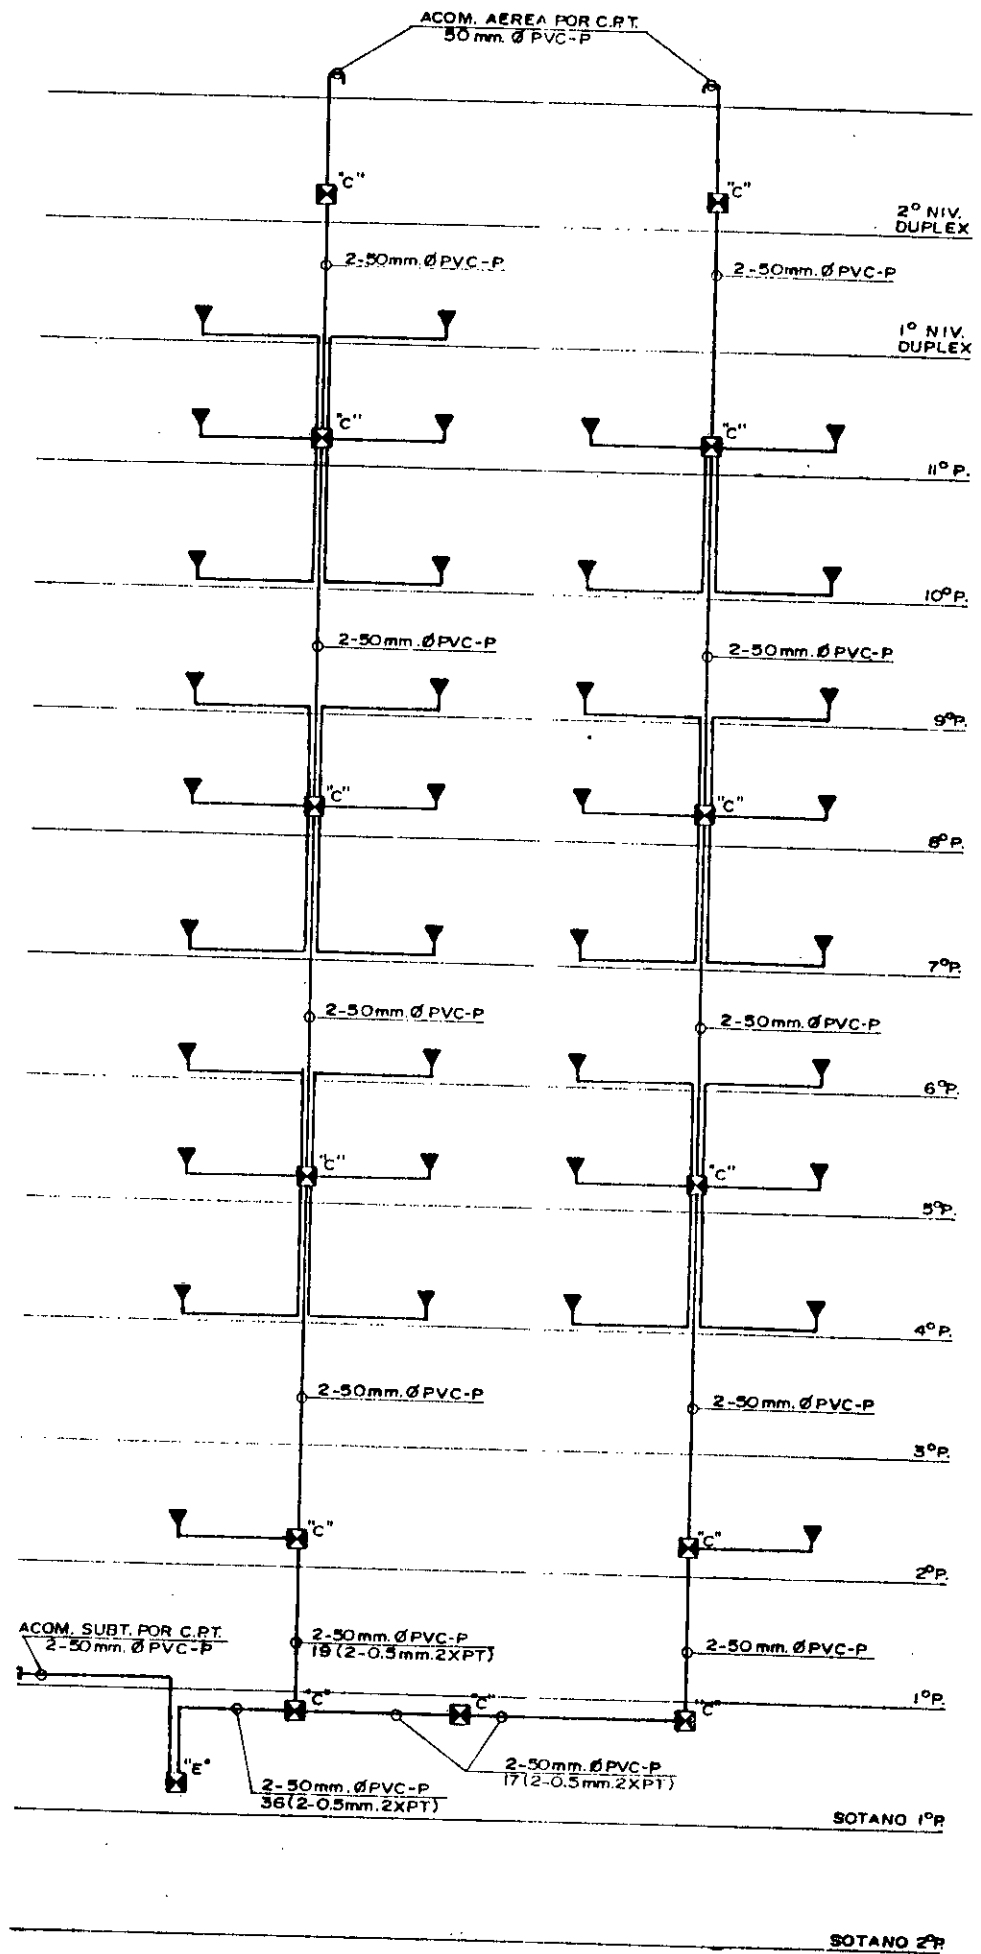 ACOM. AEREA POR C.P.T.
50 mm. Ø PVC-P
"C"
"C"
2° NIV.
DUPLEX
2-50mm. Ø PVC-P
2-50mm. Ø PVC-P
1° NIV.
DUPLEX
"C"
"C"
11° P.
10° P.
2-50mm. Ø PVC-P
2-50mm. Ø PVC-P
9° P.
"C"
"C"
8° P.
7° P.
2-50mm. Ø PVC-P
2-50mm. Ø PVC-P
6° P.
"C"
"C"
5° P.
4° P.
2-50mm. Ø PVC-P
2-50mm. Ø PVC-P
3° P.
"C"
"C"
2° P.
ACOM. SUBT. POR C.P.T.
2-50mm. Ø PVC-P
2-50mm. Ø PVC-P
19(2-0.5mm.2XPT)
2-50mm. Ø PVC-P
"C"
"C"
"C"
1° P.
"E"
2-50mm. Ø PVC-P
36(2-0.5mm.2XPT)
2-50mm. Ø PVC-P
17(2-0.5mm.2XPT)
SOTANO 1° P.
SOTANO 2° P.